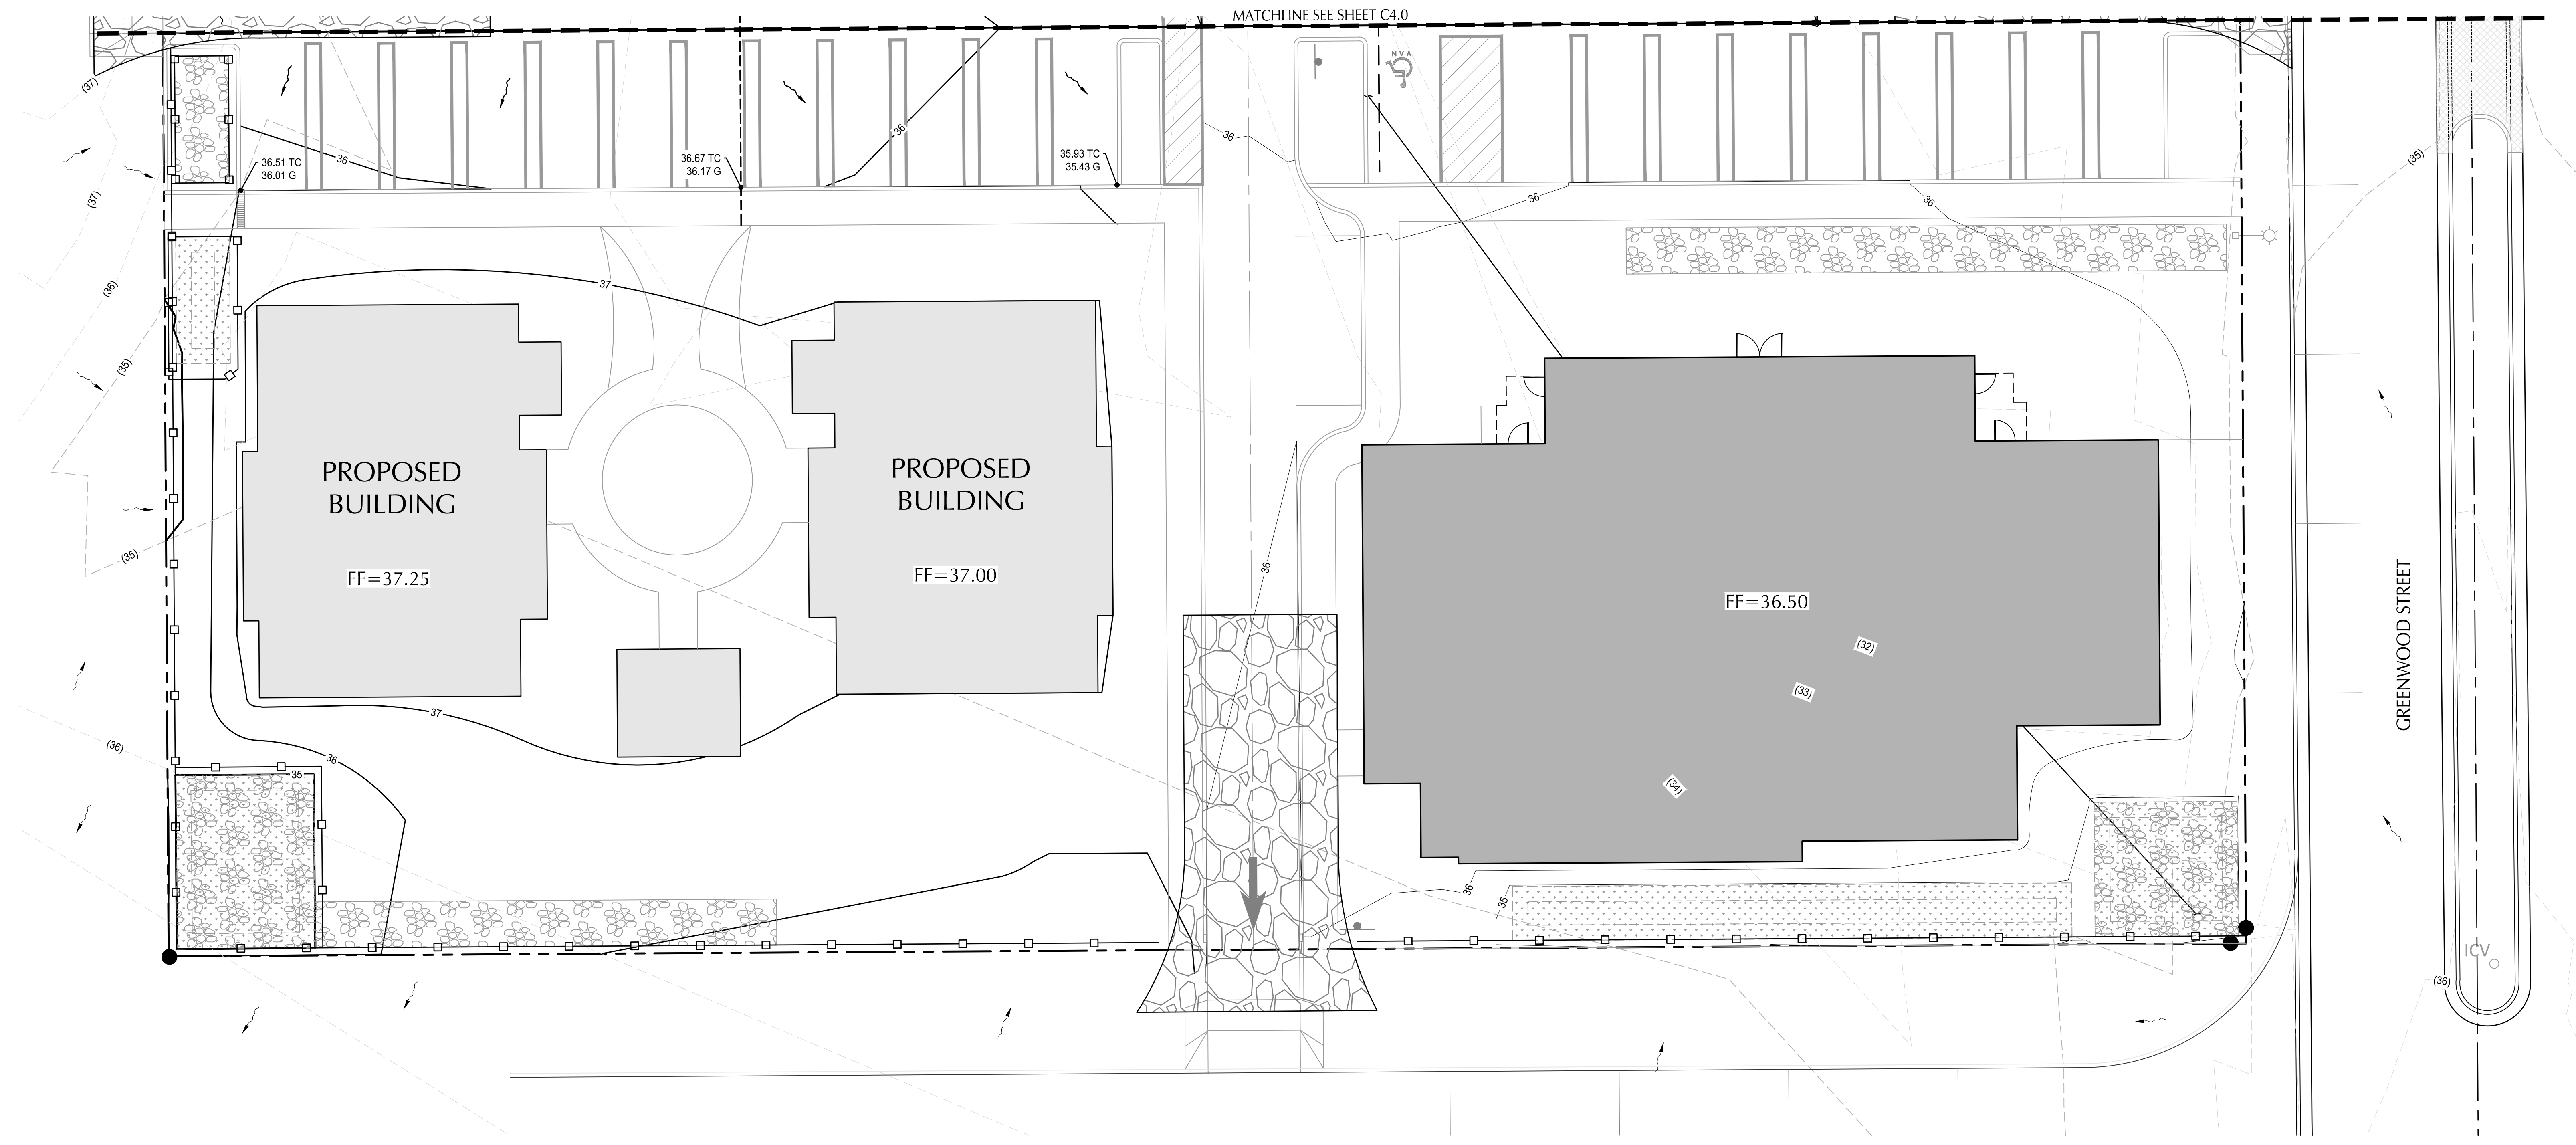 MATCHLINE SEE SHEET C4.0
VAN
(37)
36
36
36
36.51 TC
36.01 G
36.67 TC
36.17 G
35.93 TC
35.43 G
(35)
(37)
36
36
(36)
37
(35)
PROPOSED
BUILDING
FF=37.25
PROPOSED
BUILDING
FF=37.00
36
FF=36.50
(35)
(32)
(33)
(34)
GREENWOOD STREET
37
(36)
36
35
36
35
ICV
(36)